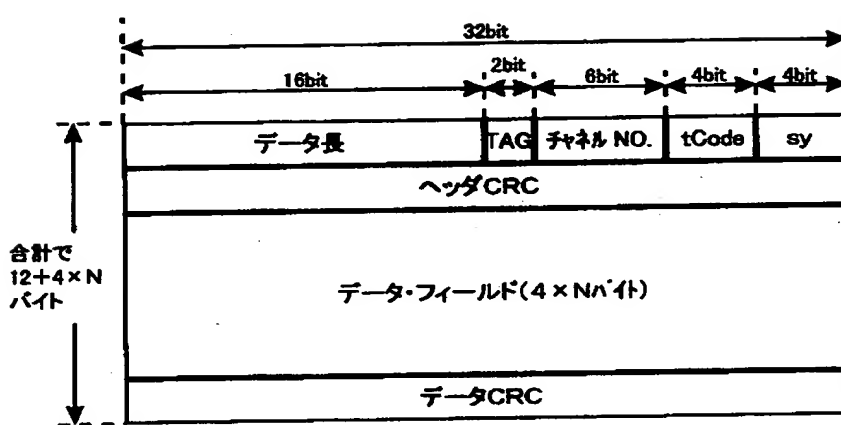 32bit
16bit
2bit
6bit
4bit
4bit
データ長
TAG
チャネル NO.
tCode
sy
ヘッダCRC
合計で
12+4×N
バイト
データ・フィールド(4×Nバイト)
データCRC